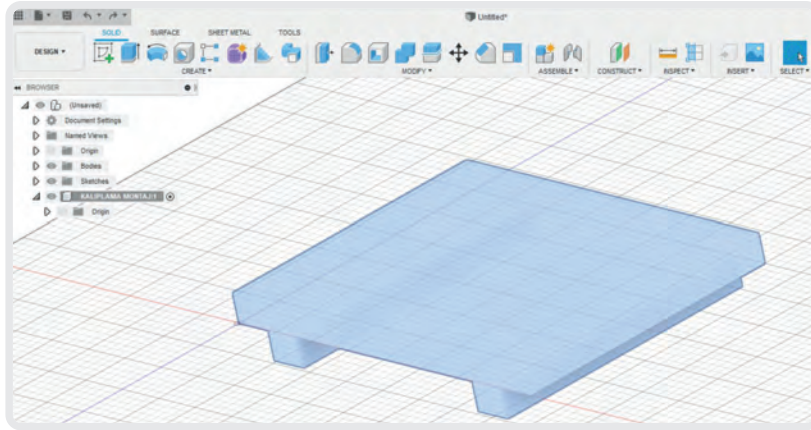 Untitled*
SOLID SURFACE SHEET METAL TOOLS
DESIGN
CREATE MODIFY ASSEMBLE CONSTRUCT INSPECT INSERT SELECT
BROWSER
(Unsaved)
Document Settings
Named Views
Origin
Bodies
Sketches
KALIPLAMA MONTAJI:1
Origin